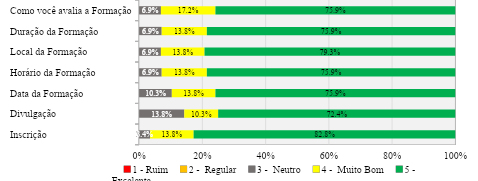 Como você avalia a Formação 6.9% 17.2% 75.9%
Duração da Formação 6.9% 13.8% 75.9%
Local da Formação 6.9% 13.8% 79.3%
Horário da Formação 6.9% 13.8% 75.9%
Data da Formação 10.3% 13.8% 75.9%
Divulgação 13.8% 10.3% 72.4%
Inscrição 13.8% 82.8%
0% 20% 40% 60% 80% 100%
1 - Ruim 2 - Regular 3 - Neutro 4 - Muito Bom 5 -